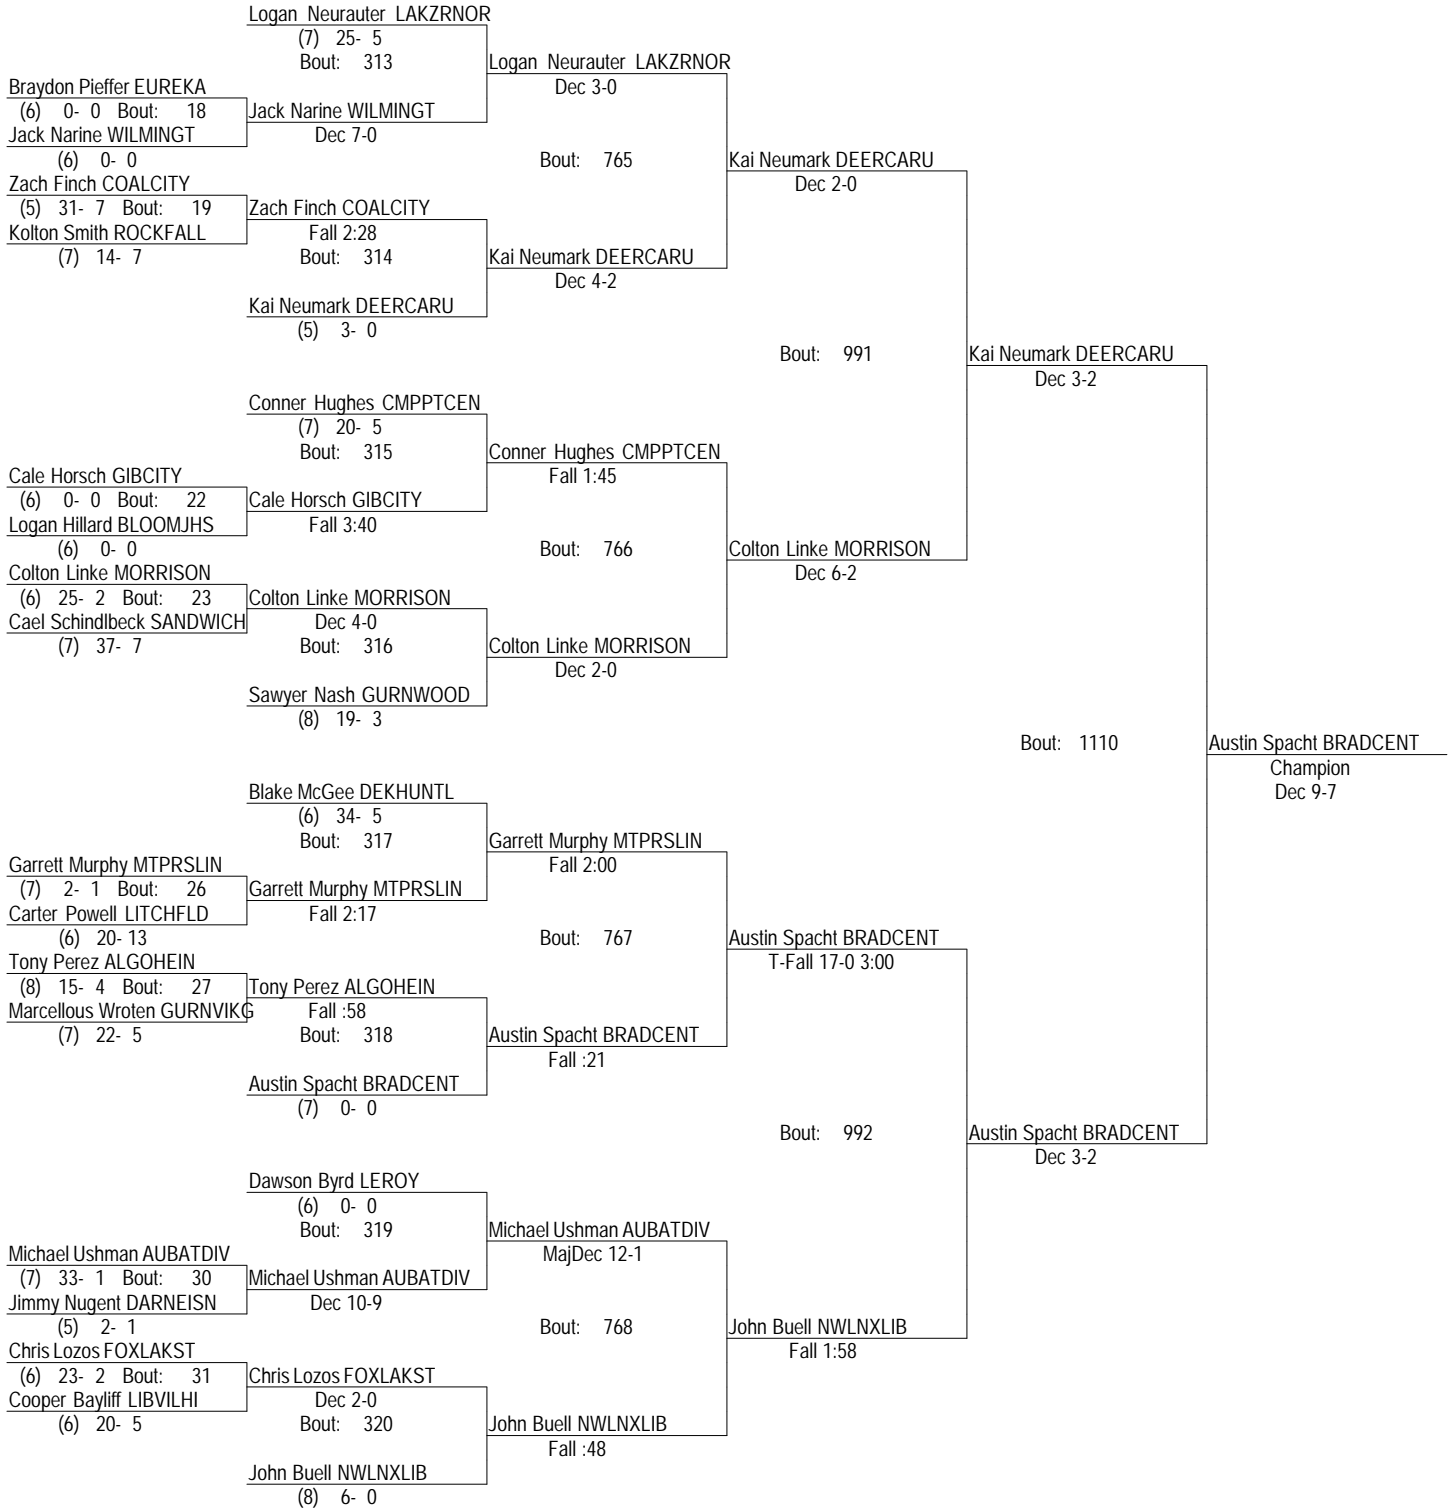 Logan Neurauter LAKZRNOR
(7) 25- 5
Bout: 313
Logan Neurauter LAKZRNOR
Braydon Pieffer EUREKA
Dec 3-0
(6) 0- 0 Bout: 18
Jack Narine WILMINGT
Jack Narine WILMINGT
Dec 7-0
(6) 0- 0
Bout: 765
Kai Neumark DEERCARU
Zach Finch COALCITY
Dec 2-0
(5) 31- 7 Bout: 19
Zach Finch COALCITY
Kolton Smith ROCKFALL
Fall 2:28
(7) 14- 7
Bout: 314
Kai Neumark DEERCARU
Dec 4-2
Kai Neumark DEERCARU
(5) 3- 0
Bout: 991
Kai Neumark DEERCARU
Dec 3-2
Conner Hughes CMPPTCEN
(7) 20- 5
Bout: 315
Conner Hughes CMPPTCEN
Cale Horsch GIBCITY
Fall 1:45
(6) 0- 0 Bout: 22
Cale Horsch GIBCITY
Logan Hillard BLOOMJHS
Fall 3:40
(6) 0- 0
Bout: 766
Colton Linke MORRISON
Colton Linke MORRISON
Dec 6-2
(6) 25- 2 Bout: 23
Colton Linke MORRISON
Cael Schindlbeck SANDWICH
Dec 4-0
(7) 37- 7
Bout: 316
Colton Linke MORRISON
Dec 2-0
Sawyer Nash GURNWOOD
(8) 19- 3
Bout: 1110
Austin Spacht BRADCENT
Champion
Dec 9-7
Blake McGee DEKHUNTL
(6) 34- 5
Bout: 317
Garrett Murphy MTPRSLIN
Garrett Murphy MTPRSLIN
Fall 2:00
(7) 2- 1 Bout: 26
Garrett Murphy MTPRSLIN
Carter Powell LITCHFLD
Fall 2:17
(6) 20- 13
Bout: 767
Austin Spacht BRADCENT
Tony Perez ALGOHEIN
T-Fall 17-0 3:00
(8) 15- 4 Bout: 27
Tony Perez ALGOHEIN
Marcellous Wroten GURNVIKG
Fall :58
(7) 22- 5
Bout: 318
Austin Spacht BRADCENT
Fall :21
Austin Spacht BRADCENT
(7) 0- 0
Bout: 992
Austin Spacht BRADCENT
Dec 3-2
Dawson Byrd LEROY
(6) 0- 0
Bout: 319
Michael Ushman AUBATDIV
Michael Ushman AUBATDIV
MajDec 12-1
(7) 33- 1 Bout: 30
Michael Ushman AUBATDIV
Jimmy Nugent DARNEISN
Dec 10-9
(5) 2- 1
Bout: 768
John Buell NWLNXLIB
Chris Lozos FOXLAKST
Fall 1:58
(6) 23- 2 Bout: 31
Chris Lozos FOXLAKST
Cooper Bayliff LIBVILHI
Dec 2-0
(6) 20- 5
Bout: 320
John Buell NWLNXLIB
Fall :48
John Buell NWLNXLIB
(8) 6- 0